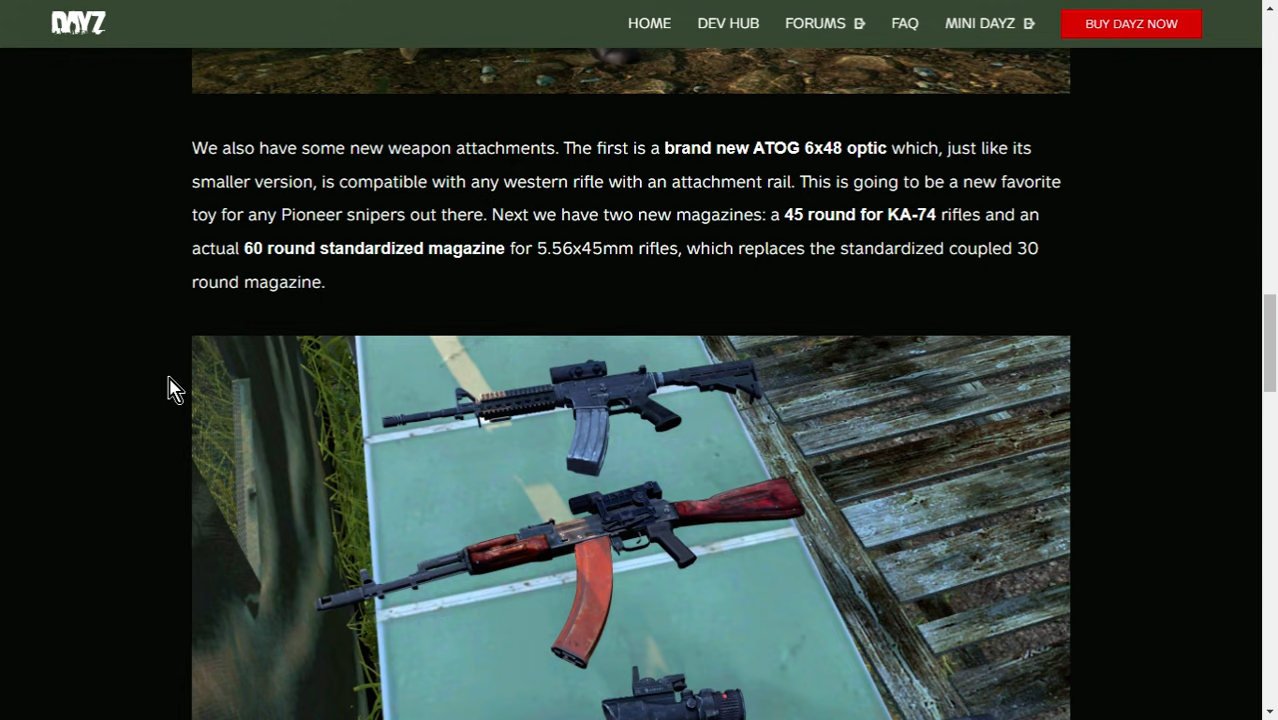 DAYZ
HOME DEV HUB FORUMS FAQ MINI DAYZ BUY DAYZ NOW
We also have some new weapon attachments. The first is a brand new ATOG 6x48 optic which, just like its
smaller version, is compatible with any western rifle with an attachment rail. This is going to be a new favorite
toy for any Pioneer snipers out there. Next we have two new magazines: a 45 round for KA-74 rifles and an
actual 60 round standardized magazine for 5.56x45mm rifles, which replaces the standardized coupled 30
round magazine.